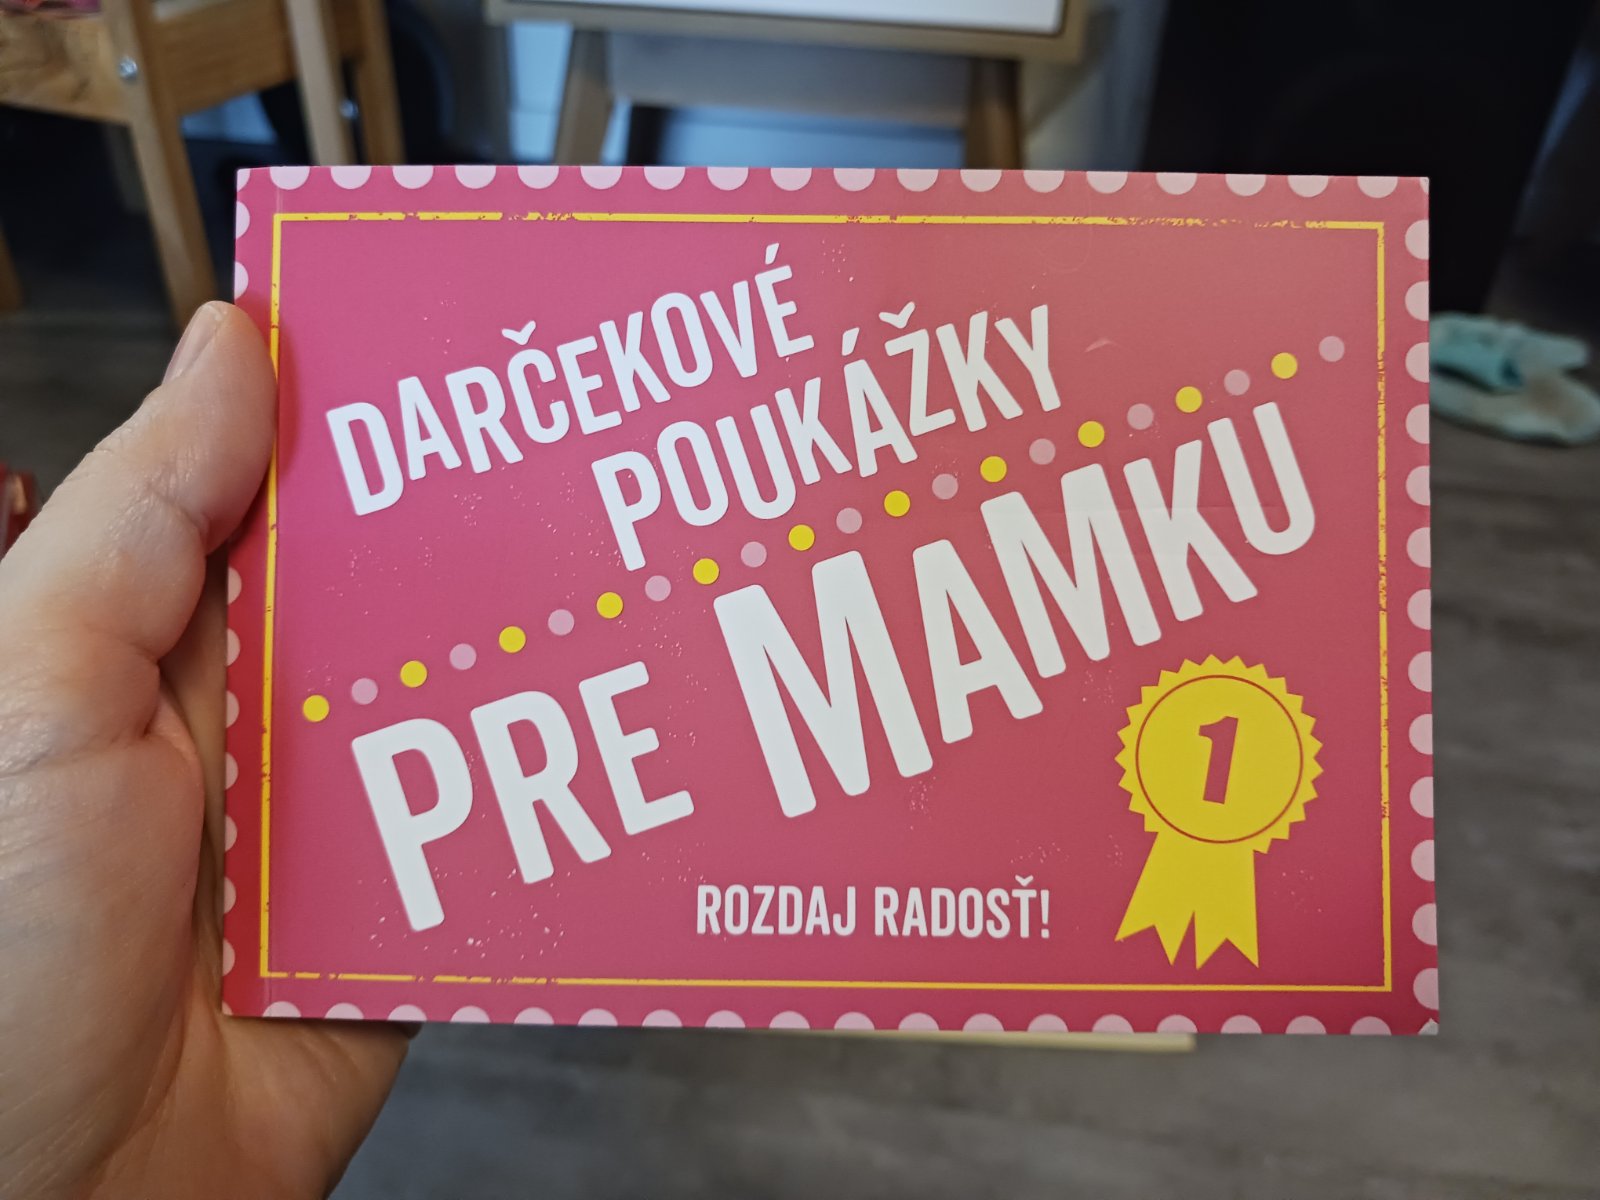 DARČEKOVÉ
POUKÁŽKY
PRE MAMKU
1
ROZDAJ RADOSŤ!